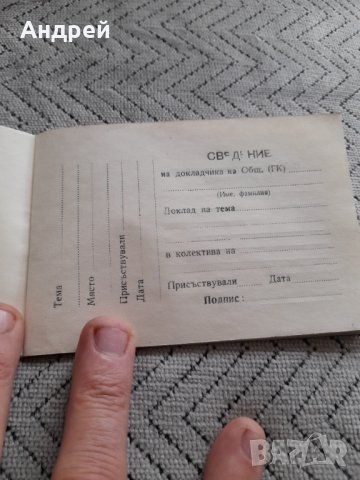 Андрей
СВЕДЕНИЕ
на докладчика на Общ. (ГК)
(Име, фамилия)
Доклад на тема
в колектива на
Присъствували Дата
Подпис :
Тема
Място
Присъствували
Дата
BAZAR